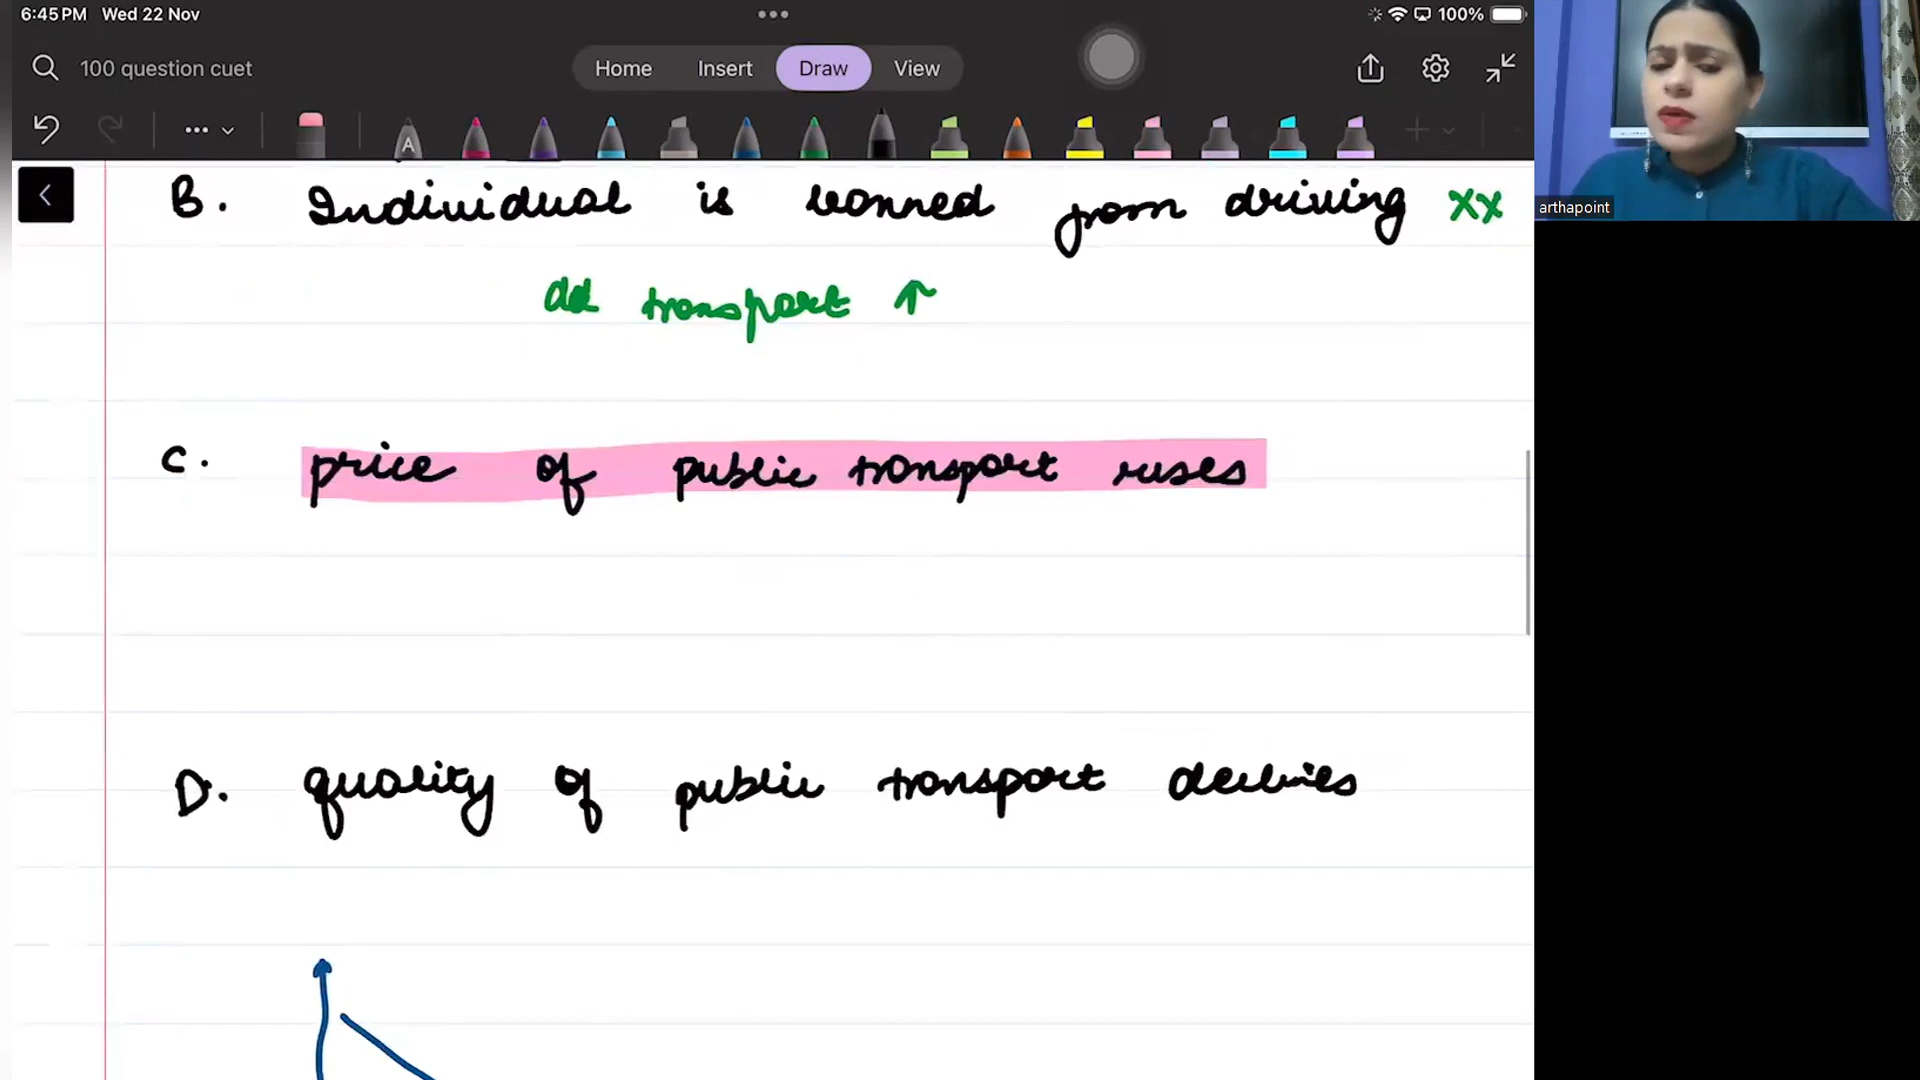 6:45 PM Wed 22 Nov
100%
100 question cuet
Home Insert Draw View
A
B. Individual is banned from driving xx
dd transport ↑
C. price of public transport rises
D. quality of public transport declines
arthapoint